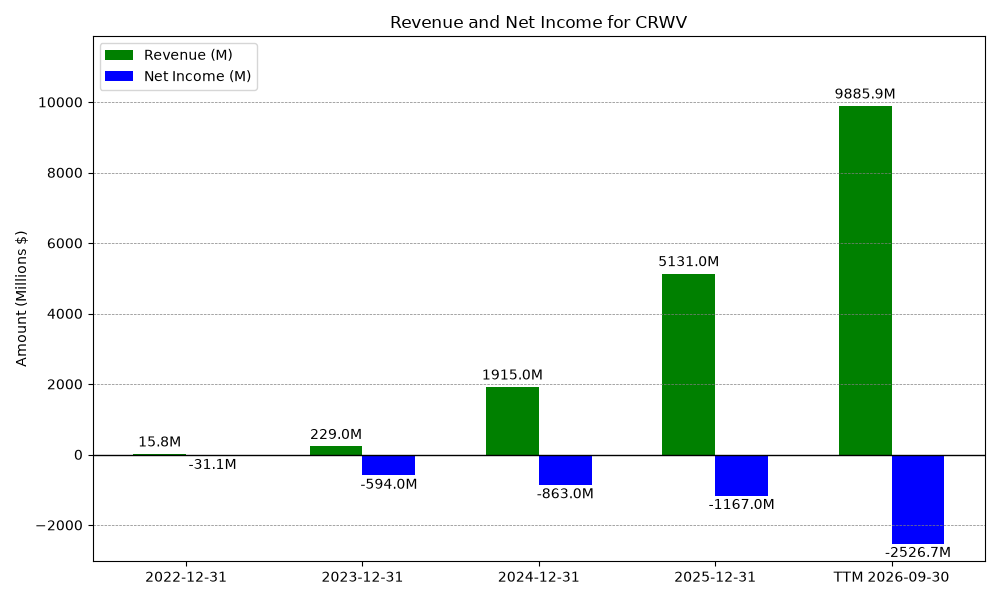 Revenue and Net Income for CRWV
Revenue (M)
Net Income (M)
Amount (Millions $)
10000
8000
6000
4000
2000
0
−2000
15.8M
-31.1M
229.0M
-594.0M
1915.0M
-863.0M
5131.0M
-1167.0M
9885.9M
-2526.7M
2022-12-31
2023-12-31
2024-12-31
2025-12-31
TTM 2026-09-30